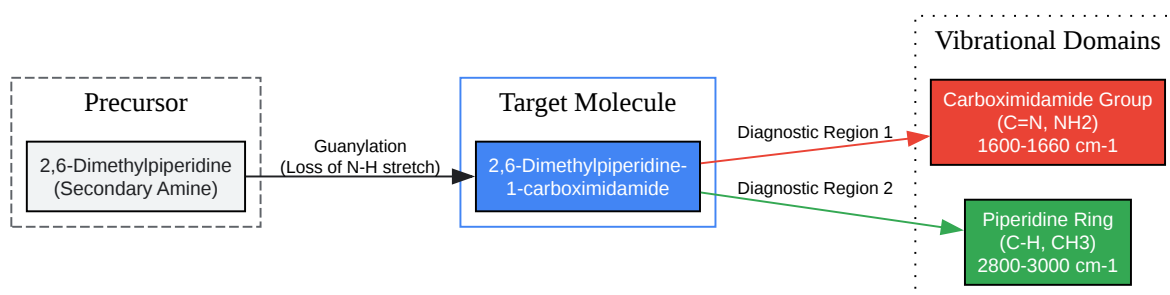 Precursor
2,6-Dimethylpiperidine
(Secondary Amine)
Guanylation
(Loss of N-H stretch)
Target Molecule
2,6-Dimethylpiperidine-
1-carboximidamide
Diagnostic Region 1
Diagnostic Region 2
Vibrational Domains
Carboximidamide Group
(C=N, NH2)
1600-1660 cm-1
Piperidine Ring
(C-H, CH3)
2800-3000 cm-1